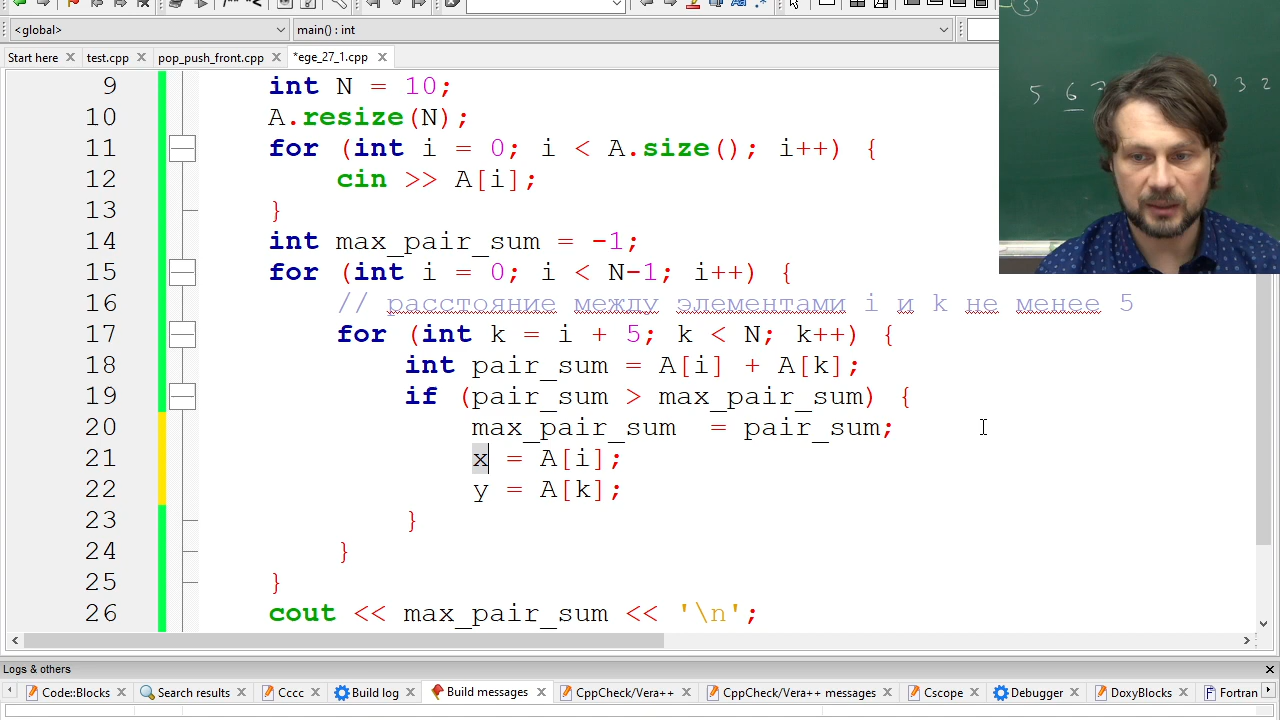 <global>
main() : int
Start here
test.cpp
pop_push_front.cpp
*ege_27_1.cpp
9 int N = 10;
10 A.resize(N);
11 for (int i = 0; i < A.size(); i++) {
12 cin >> A[i];
13 }
14 int max_pair_sum = -1;
15 for (int i = 0; i < N-1; i++) {
16 // расстояние между элементами i и k не менее 5
17 for (int k = i + 5; k < N; k++) {
18 int pair_sum = A[i] + A[k];
19 if (pair_sum > max_pair_sum) {
20 max_pair_sum  = pair_sum;
21 x = A[i];
22 y = A[k];
23 }
24 }
25 }
26 cout << max_pair_sum << '\n';
5 6 3 2
Logs & others
Code::Blocks
Search results
Cccc
Build log
Build messages
CppCheck/Vera++
CppCheck/Vera++ messages
Cscope
Debugger
DoxyBlocks
Fortran